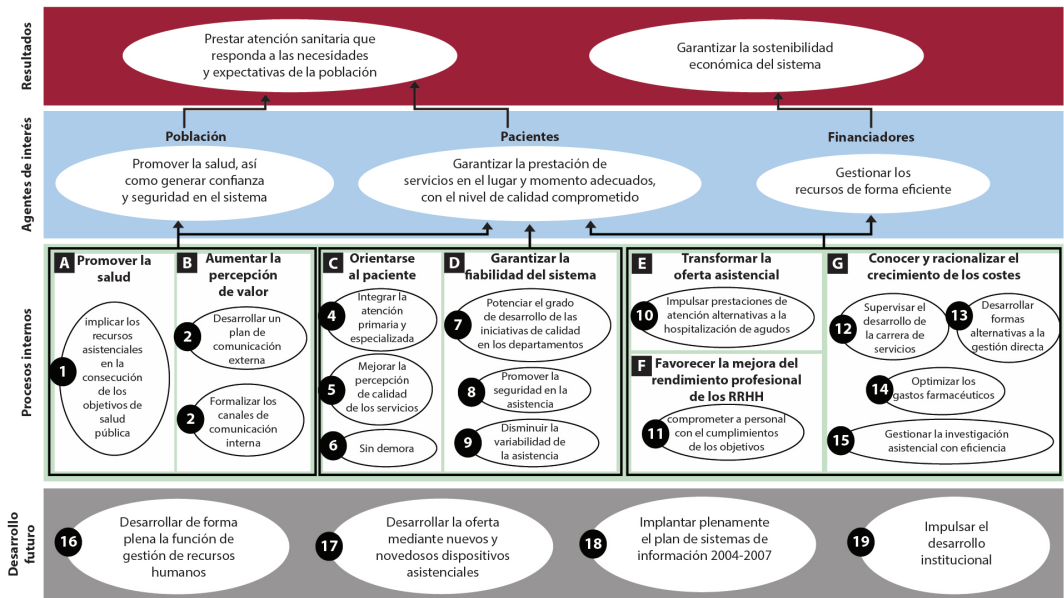 Resultados
Prestar atención sanitaria que
responda a las necesidades
y expectativas de la población
Garantizar la sostenibilidad
económica del sistema
Agentes de interés
Población
Promover la salud, así
como generar confianza
y seguridad en el sistema
Pacientes
Garantizar la prestación de
servicios en el lugar y momento adecuados,
con el nivel de calidad comprometido
Financiadores
Gestionar los
recursos de forma eficiente
Procesos internos
A Promover la
salud
1
implicar los
recursos
asistenciales
en la
consecución
de los
objetivos de
salud
pública
B Aumentar la
percepción
de valor
2
Desarrollar un
plan de
comunicación
externa
2
Formalizar los
canales de
comunicación
interna
C Orientarse
al paciente
4
Integrar la
atención
primaria y
especializada
5
Mejorar la
percepción
de calidad
de los servicios
6
Sin demora
D Garantizar la
fiabilidad del sistema
7
Potenciar el grado
de desarrollo de las
iniciativas de calidad
en los departamentos
8
Promover la
seguridad en la
asistencia
9
Disminuir la
variabilidad de
la asistencia
E Transformar la
oferta asistencial
10
Impulsar prestaciones de
atención alternativas a la
hospitalización de agudos
F Favorecer la mejora del
rendimiento profesional
de los RRHH
11
comprometer a personal
con el cumplimientos
de los objetivos
G Conocer y racionalizar el
crecimiento de los costes
12
Supervisar el
desarrollo de
la carrera de
servicios
13
Desarrollar
formas
alternativas a la
gestión directa
14
Optimizar los
gastos farmacéuticos
15
Gestionar la investigación
asistencial con eficiencia
Desarrollo
futuro
16
Desarrollar de forma
plena la función de
gestión de recursos
humanos
17
Desarrollar la oferta
mediante nuevos y
novedosos dispositivos
asistenciales
18
Implantar plenamente
el plan de sistemas de
información 2004-2007
19
Impulsar el
desarrollo
institucional